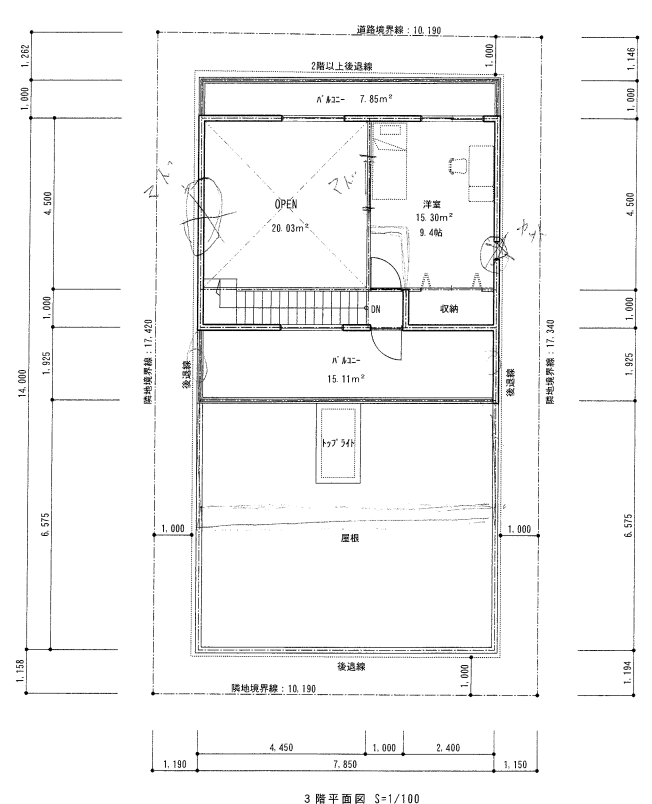 道路境界線：10,190
1,262
1,000
1,146
2階以上後退線
1,000
ﾊﾞﾙｺﾆｰ 7.85m²
1,000
4,500
マド
OPEN
20.03m²
マド
洋室
15.30m²
9.4帖
4,500
1,000
DN
収納
1,000
隣地境界線：17,420
隣地境界線：17,340
14,000
1,925
後退線
ﾊﾞﾙｺﾆｰ
15.11m²
後退線
1,925
ﾄｯﾌﾟﾗｲﾄ
1,000
屋根
1,000
6,575
6,575
後退線
1,158
1,000
1,194
隣地境界線：10,190
4,450
1,000
2,400
1,190
7,850
1,150
3階平面図 S=1/100